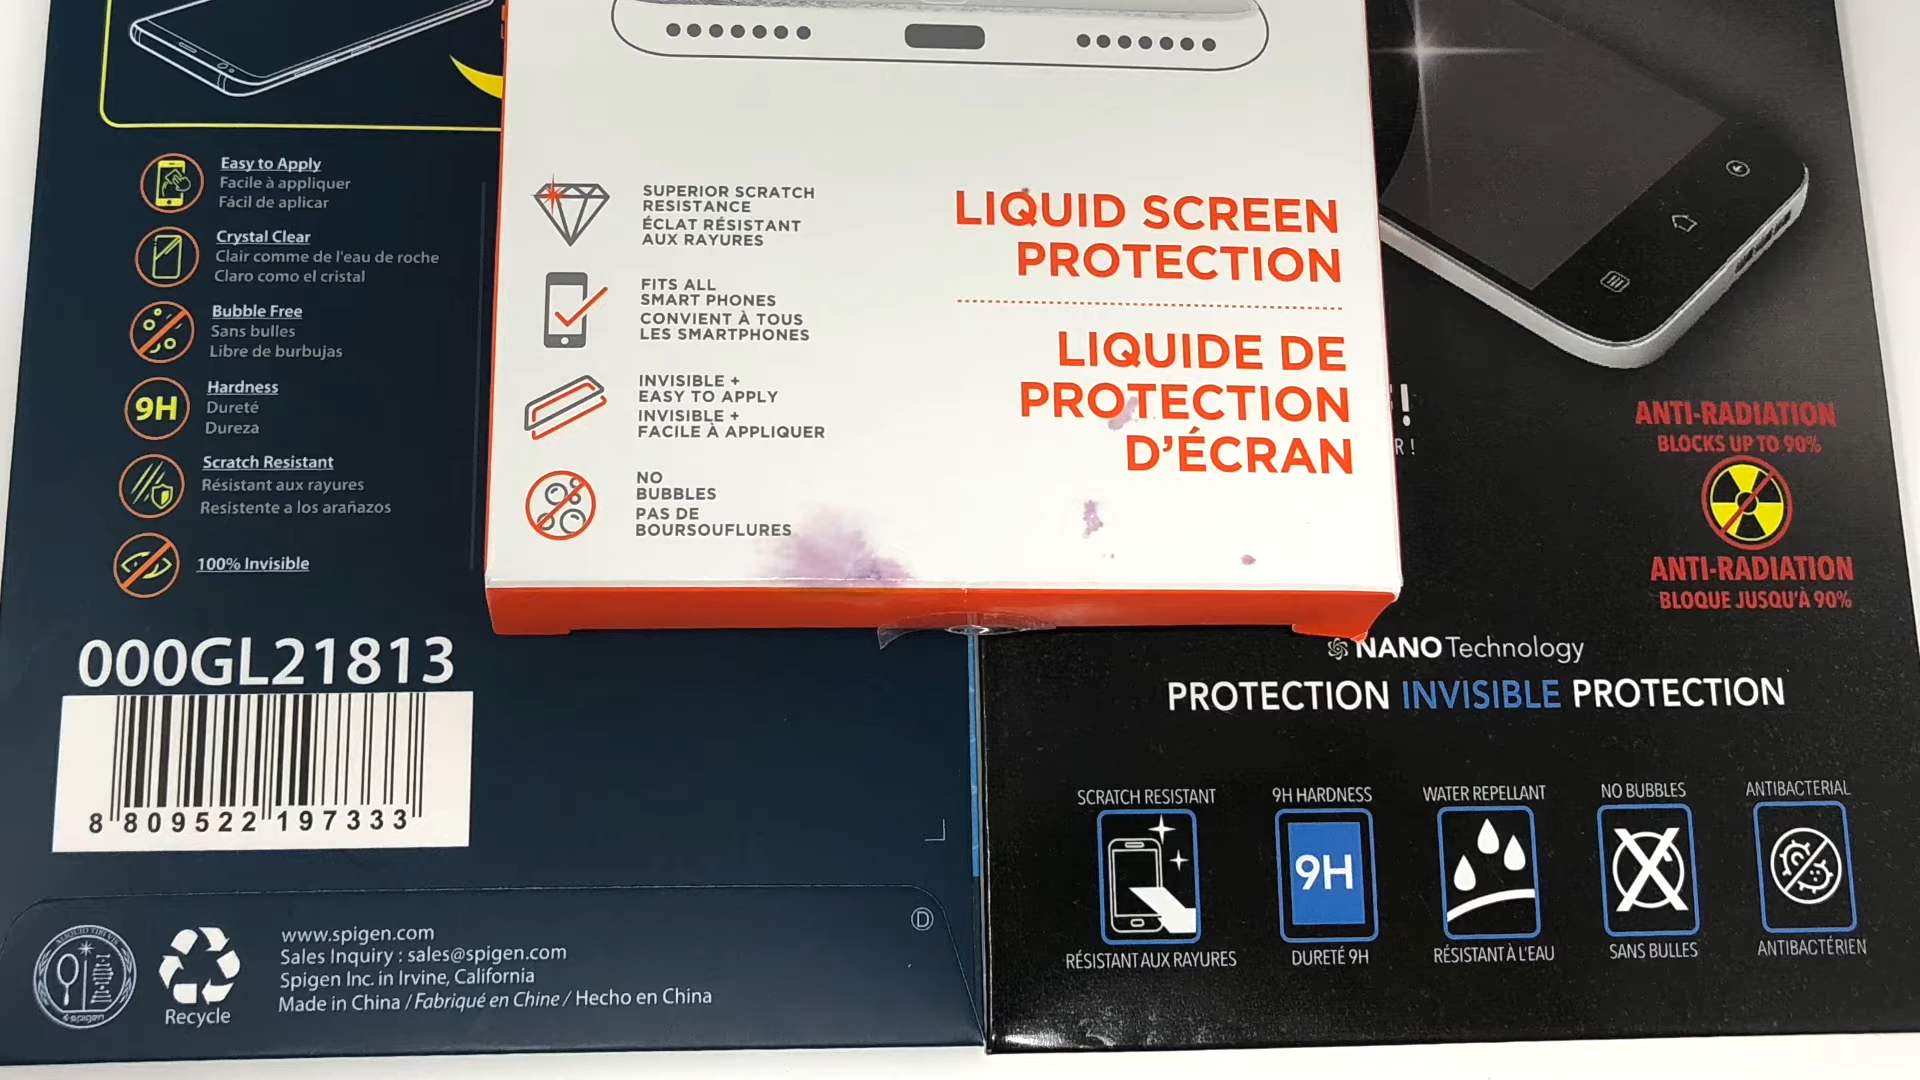 Easy to Apply
Facile à appliquer
Fácil de aplicar
Crystal Clear
Clair comme de l'eau de roche
Claro como el cristal
Bubble Free
Sans bulles
Libre de burbujas
9H
Hardness
Dureté
Dureza
Scratch Resistant
Résistant aux rayures
Resistente a los arañazos
100% Invisible
000GL21813
8 809522 197333
Recycle
www.spigen.com
Sales Inquiry : sales@spigen.com
Spigen Inc. in Irvine, California
Made in China / Fabriqué en Chine / Hecho en China
D
spigen
SUPERIOR SCRATCH
RESISTANCE
ÉCLAT RÉSISTANT
AUX RAYURES
FITS ALL
SMART PHONES
CONVIENT À TOUS
LES SMARTPHONES
INVISIBLE +
EASY TO APPLY
INVISIBLE +
FACILE À APPLIQUER
NO
BUBBLES
PAS DE
BOURSOUFLURES
LIQUID SCREEN
PROTECTION
LIQUIDE DE
PROTECTION
D'ÉCRAN
!
R !
ANTI-RADIATION
BLOCKS UP TO 90%
ANTI-RADIATION
BLOQUE JUSQU'À 90%
NANO Technology
PROTECTION INVISIBLE PROTECTION
SCRATCH RESISTANT
RÉSISTANT AUX RAYURES
9H HARDNESS
9H
DURETÉ 9H
WATER REPELLANT
RÉSISTANT À L'EAU
NO BUBBLES
SANS BULLES
ANTIBACTERIAL
ANTIBACTÉRIEN